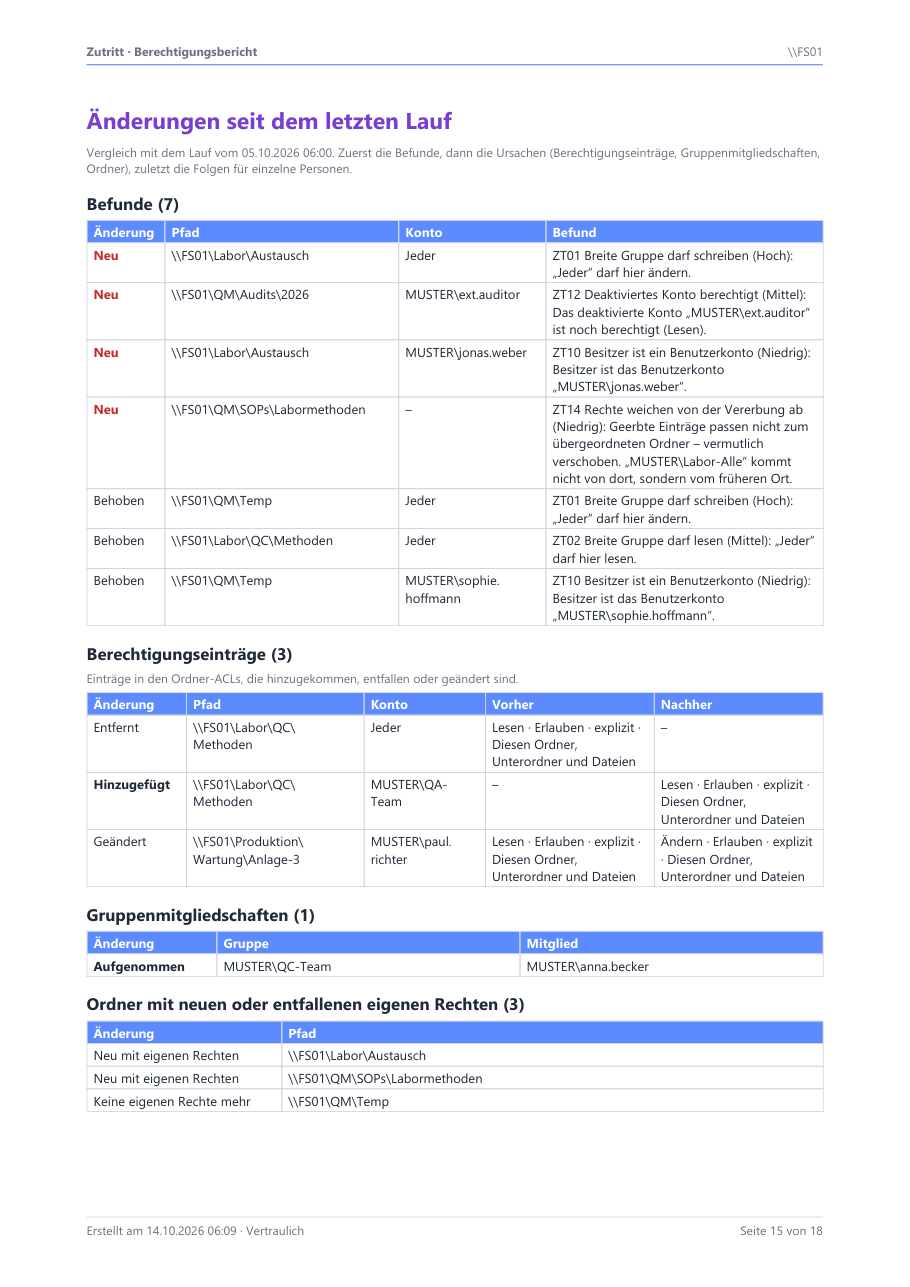 Zutritt · Berechtigungsbericht \\FS01
Änderungen seit dem letzten Lauf
Vergleich mit dem Lauf vom 05.10.2026 06:00. Zuerst die Befunde, dann die Ursachen (Berechtigungseinträge, Gruppenmitgliedschaften,
Ordner), zuletzt die Folgen für einzelne Personen.
Befunde (7)
Änderung Pfad Konto Befund
Neu \\FS01\Labor\Austausch Jeder ZT01 Breite Gruppe darf schreiben (Hoch):
„Jeder“ darf hier ändern.
Neu \\FS01\QM\Audits\2026 MUSTER\ext.auditor ZT12 Deaktiviertes Konto berechtigt (Mittel):
Das deaktivierte Konto „MUSTER\ext.auditor“
ist noch berechtigt (Lesen).
Neu \\FS01\Labor\Austausch MUSTER\jonas.weber ZT10 Besitzer ist ein Benutzerkonto (Niedrig):
Besitzer ist das Benutzerkonto
„MUSTER\jonas.weber“.
Neu \\FS01\QM\SOPs\Labormethoden – ZT14 Rechte weichen von der Vererbung ab
(Niedrig): Geerbte Einträge passen nicht zum
übergeordneten Ordner – vermutlich
verschoben. „MUSTER\Labor-Alle“ kommt
nicht von dort, sondern vom früheren Ort.
Behoben \\FS01\QM\Temp Jeder ZT01 Breite Gruppe darf schreiben (Hoch):
„Jeder“ darf hier ändern.
Behoben \\FS01\Labor\QC\Methoden Jeder ZT02 Breite Gruppe darf lesen (Mittel): „Jeder“
darf hier lesen.
Behoben \\FS01\QM\Temp MUSTER\sophie. ZT10 Besitzer ist ein Benutzerkonto (Niedrig):
hoffmann Besitzer ist das Benutzerkonto
„MUSTER\sophie.hoffmann“.
Berechtigungseinträge (3)
Einträge in den Ordner-ACLs, die hinzugekommen, entfallen oder geändert sind.
Änderung Pfad Konto Vorher Nachher
Entfernt \\FS01\Labor\QC\ Jeder Lesen · Erlauben · explizit · –
Methoden Diesen Ordner,
Unterordner und Dateien
Hinzugefügt \\FS01\Labor\QC\ MUSTER\QA- – Lesen · Erlauben · explizit ·
Methoden Team Diesen Ordner,
Unterordner und Dateien
Geändert \\FS01\Produktion\ MUSTER\paul. Lesen · Erlauben · explizit · Ändern · Erlauben · explizit
Wartung\Anlage-3 richter Diesen Ordner, · Diesen Ordner,
Unterordner und Dateien Unterordner und Dateien
Gruppenmitgliedschaften (1)
Änderung Gruppe Mitglied
Aufgenommen MUSTER\QC-Team MUSTER\anna.becker
Ordner mit neuen oder entfallenen eigenen Rechten (3)
Änderung Pfad
Neu mit eigenen Rechten \\FS01\Labor\Austausch
Neu mit eigenen Rechten \\FS01\QM\SOPs\Labormethoden
Keine eigenen Rechte mehr \\FS01\QM\Temp
Erstellt am 14.10.2026 06:09 · Vertraulich Seite 15 von 18